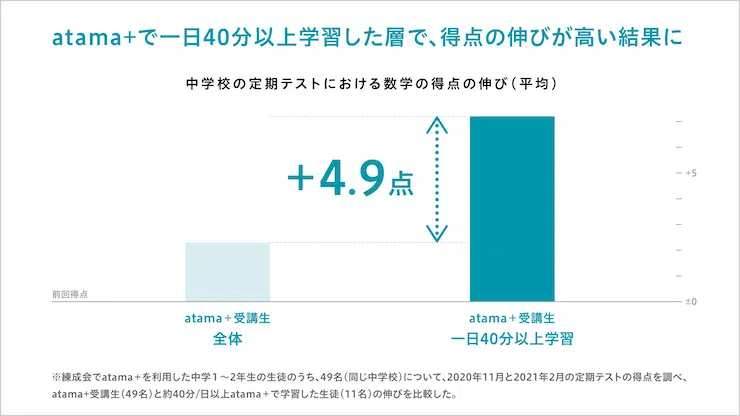 atama+で一日40分以上学習した層で、得点の伸びが高い結果に
中学校の定期テストにおける数学の得点の伸び（平均）
+4.9点
+5
前回得点
±0
atama+受講生
全体
atama+受講生
一日40分以上学習
※練成会でatama+を利用した中学1〜2年生の生徒のうち、49名（同じ中学校）について、2020年11月と2021年2月の定期テストの得点を調べ、
atama+受講生（49名）と約40分/日以上atama+で学習した生徒（11名）の伸びを比較した。